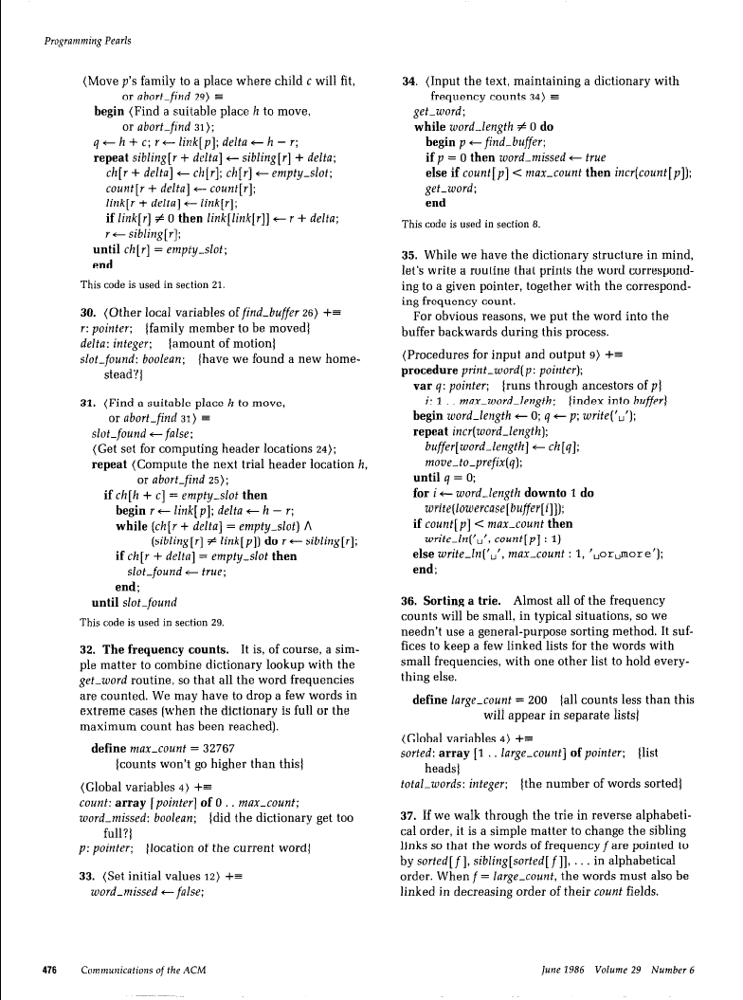 Programming Pearls
⟨Move p's family to a place where child c will fit,
or abort_find 29⟩ ≡
begin ⟨Find a suitable place h to move,
or abort_find 31⟩;
q ← h + c; r ← link[p]; delta ← h − r;
repeat sibling[r + delta] ← sibling[r] + delta;
ch[r + delta] ← ch[r]; ch[r] ← empty_slot;
count[r + delta] ← count[r];
link[r + delta] ← link[r];
if link[r] ≠ 0 then link[link[r]] ← r + delta;
r ← sibling[r];
until ch[r] = empty_slot;
end
This code is used in section 21.
30. ⟨Other local variables of find_buffer 26⟩ +≡
r: pointer; {family member to be moved}
delta: integer; {amount of motion}
slot_found: boolean; {have we found a new home-
stead?}
31. ⟨Find a suitable place h to move,
or abort_find 31⟩ ≡
slot_found ← false;
⟨Get set for computing header locations 24⟩;
repeat ⟨Compute the next trial header location h,
or abort_find 25⟩;
if ch[h + c] = empty_slot then
begin r ← link[p]; delta ← h − r;
while (ch[r + delta] = empty_slot) ∧
(sibling[r] ≠ link[p]) do r ← sibling[r];
if ch[r + delta] = empty_slot then
slot_found ← true;
end;
until slot_found
This code is used in section 29.
32. The frequency counts. It is, of course, a sim-
ple matter to combine dictionary lookup with the
get_word routine, so that all the word frequencies
are counted. We may have to drop a few words in
extreme cases (when the dictionary is full or the
maximum count has been reached).
define max_count = 32767
{counts won't go higher than this}
⟨Global variables 4⟩ +≡
count: array [pointer] of 0 . . max_count;
word_missed: boolean; {did the dictionary get too
full?}
p: pointer; {location of the current word}
33. ⟨Set initial values 12⟩ +≡
word_missed ← false;
34. ⟨Input the text, maintaining a dictionary with
frequency counts 34⟩ ≡
get_word;
while word_length ≠ 0 do
begin p ← find_buffer;
if p = 0 then word_missed ← true
else if count[p] < max_count then incr(count[p]);
get_word;
end
This code is used in section 8.
35. While we have the dictionary structure in mind,
let's write a routine that prints the word correspond-
ing to a given pointer, together with the correspond-
ing frequency count.
For obvious reasons, we put the word into the
buffer backwards during this process.
⟨Procedures for input and output 9⟩ +≡
procedure print_word(p: pointer);
var q: pointer; {runs through ancestors of p}
i: 1 . . max_word_length; {index into buffer}
begin word_length ← 0; q ← p; write('␣');
repeat incr(word_length);
buffer[word_length] ← ch[q];
move_to_prefix(q);
until q = 0;
for i ← word_length downto 1 do
write(lowercase[buffer[i]]);
if count[p] < max_count then
write_ln('␣', count[p] : 1)
else write_ln('␣', max_count : 1, '␣or␣more');
end;
36. Sorting a trie. Almost all of the frequency
counts will be small, in typical situations, so we
needn't use a general-purpose sorting method. It suf-
fices to keep a few linked lists for the words with
small frequencies, with one other list to hold every-
thing else.
define large_count = 200 {all counts less than this
will appear in separate lists}
⟨Global variables 4⟩ +≡
sorted: array [1 . . large_count] of pointer; {list
heads}
total_words: integer; {the number of words sorted}
37. If we walk through the trie in reverse alphabeti-
cal order, it is a simple matter to change the sibling
links so that the words of frequency f are pointed to
by sorted[f], sibling[sorted[f]], . . . in alphabetical
order. When f = large_count, the words must also be
linked in decreasing order of their count fields.
476 Communications of the ACM
June 1986 Volume 29 Number 6